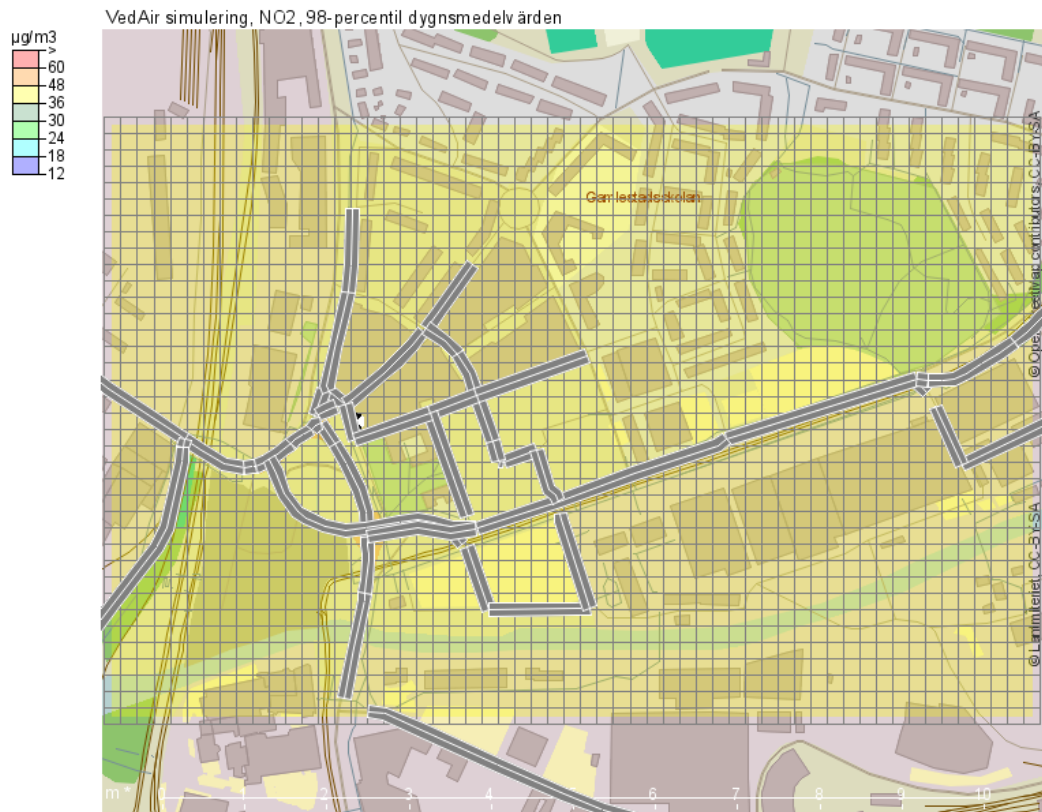 VedAir simulering, NO2, 98-percentil dygnsmedelvärden
µg/m3
>
60
48
36
30
24
18
12
Gamlestadsskolan
©OpenStreetMap contributors, CC-BY-SA
©Lantmäteriet, CC-BY-SA
m * 1 2 3 4 5 6 7 8 9 10